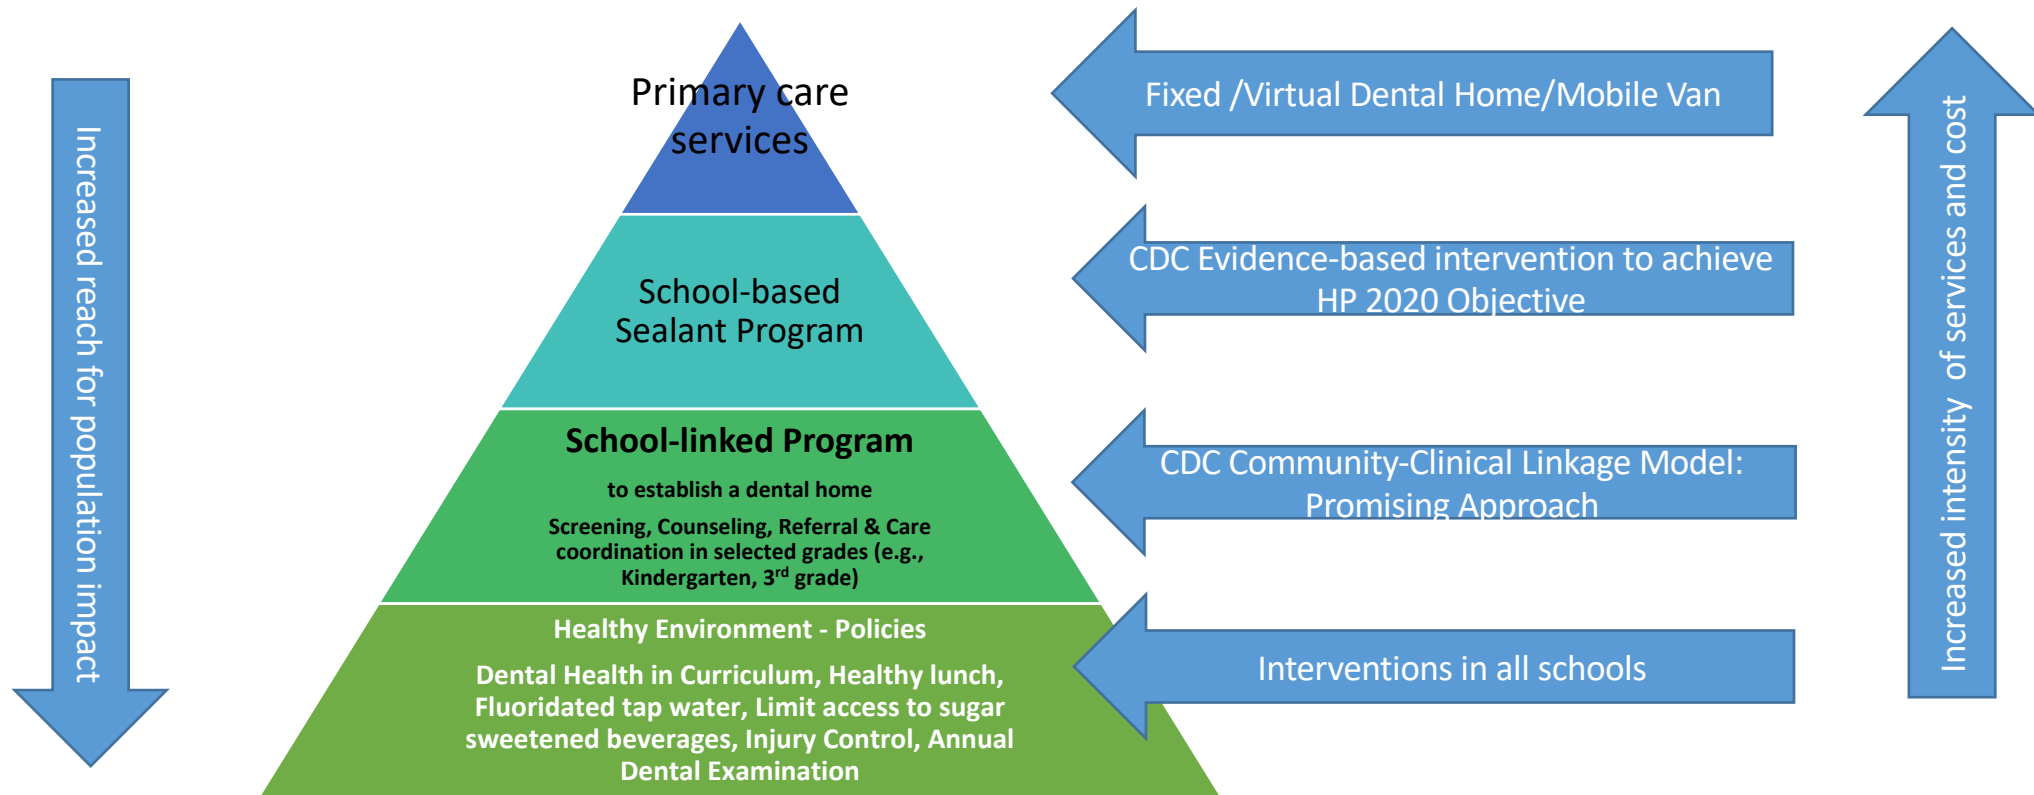 Increased reach for population impact
Primary care
services
School-based
Sealant Program
School-linked Program
to establish a dental home
Screening, Counseling, Referral & Care
coordination in selected grades (e.g.,
Kindergarten, 3rd grade)
Healthy Environment - Policies
Dental Health in Curriculum, Healthy lunch,
Fluoridated tap water, Limit access to sugar
sweetened beverages, Injury Control, Annual
Dental Examination
Fixed /Virtual Dental Home/Mobile Van
CDC Evidence-based intervention to achieve
HP 2020 Objective
CDC Community-Clinical Linkage Model:
Promising Approach
Interventions in all schools
Increased intensity of services and cost